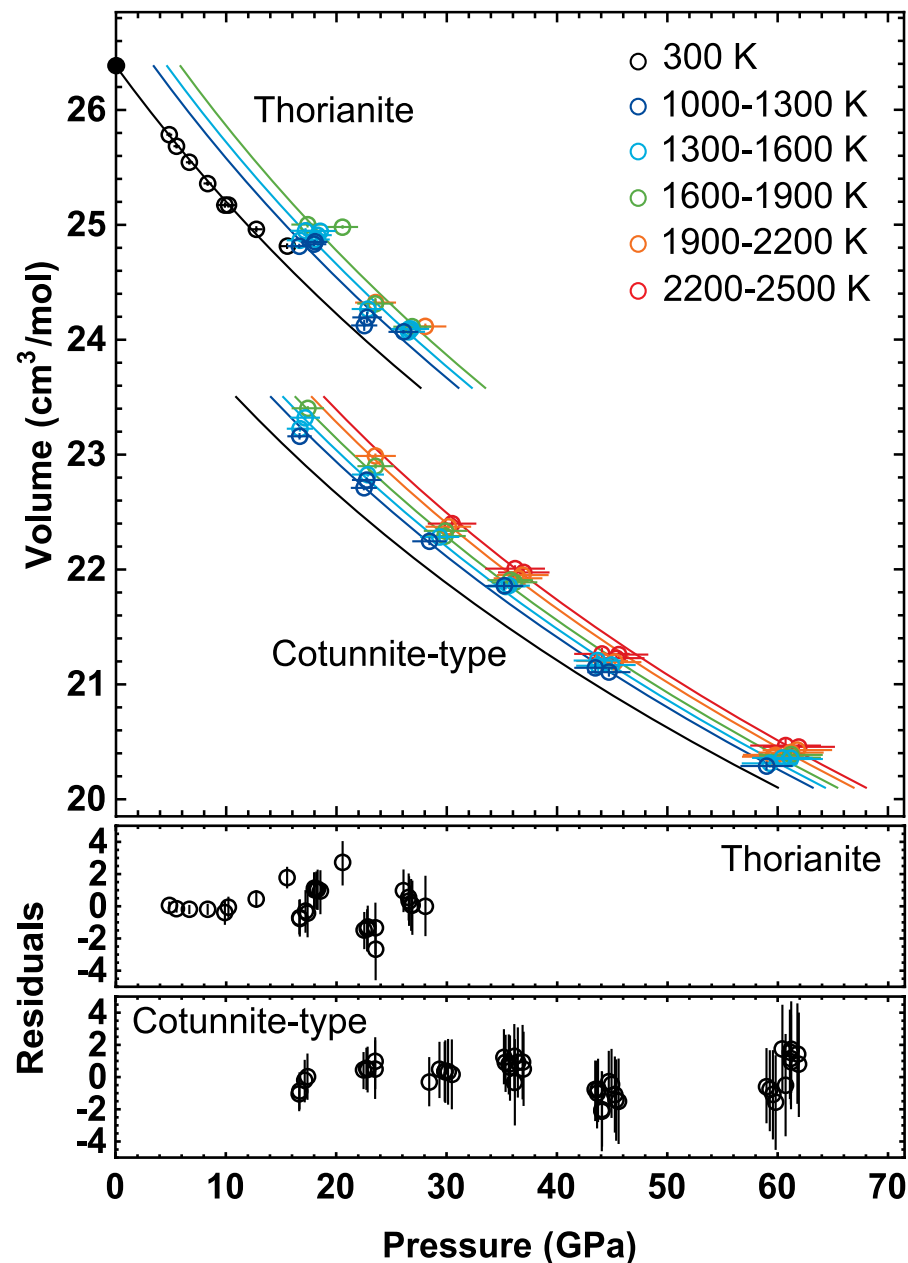 Volume (cm³/mol)
26
25
24
23
22
21
20
Thorianite
Cotunnite-type
300 K
1000-1300 K
1300-1600 K
1600-1900 K
1900-2200 K
2200-2500 K
Residuals
4
2
0
-2
-4
Thorianite
4
2
0
-2
-4
Cotunnite-type
0 10 20 30 40 50 60 70
Pressure (GPa)